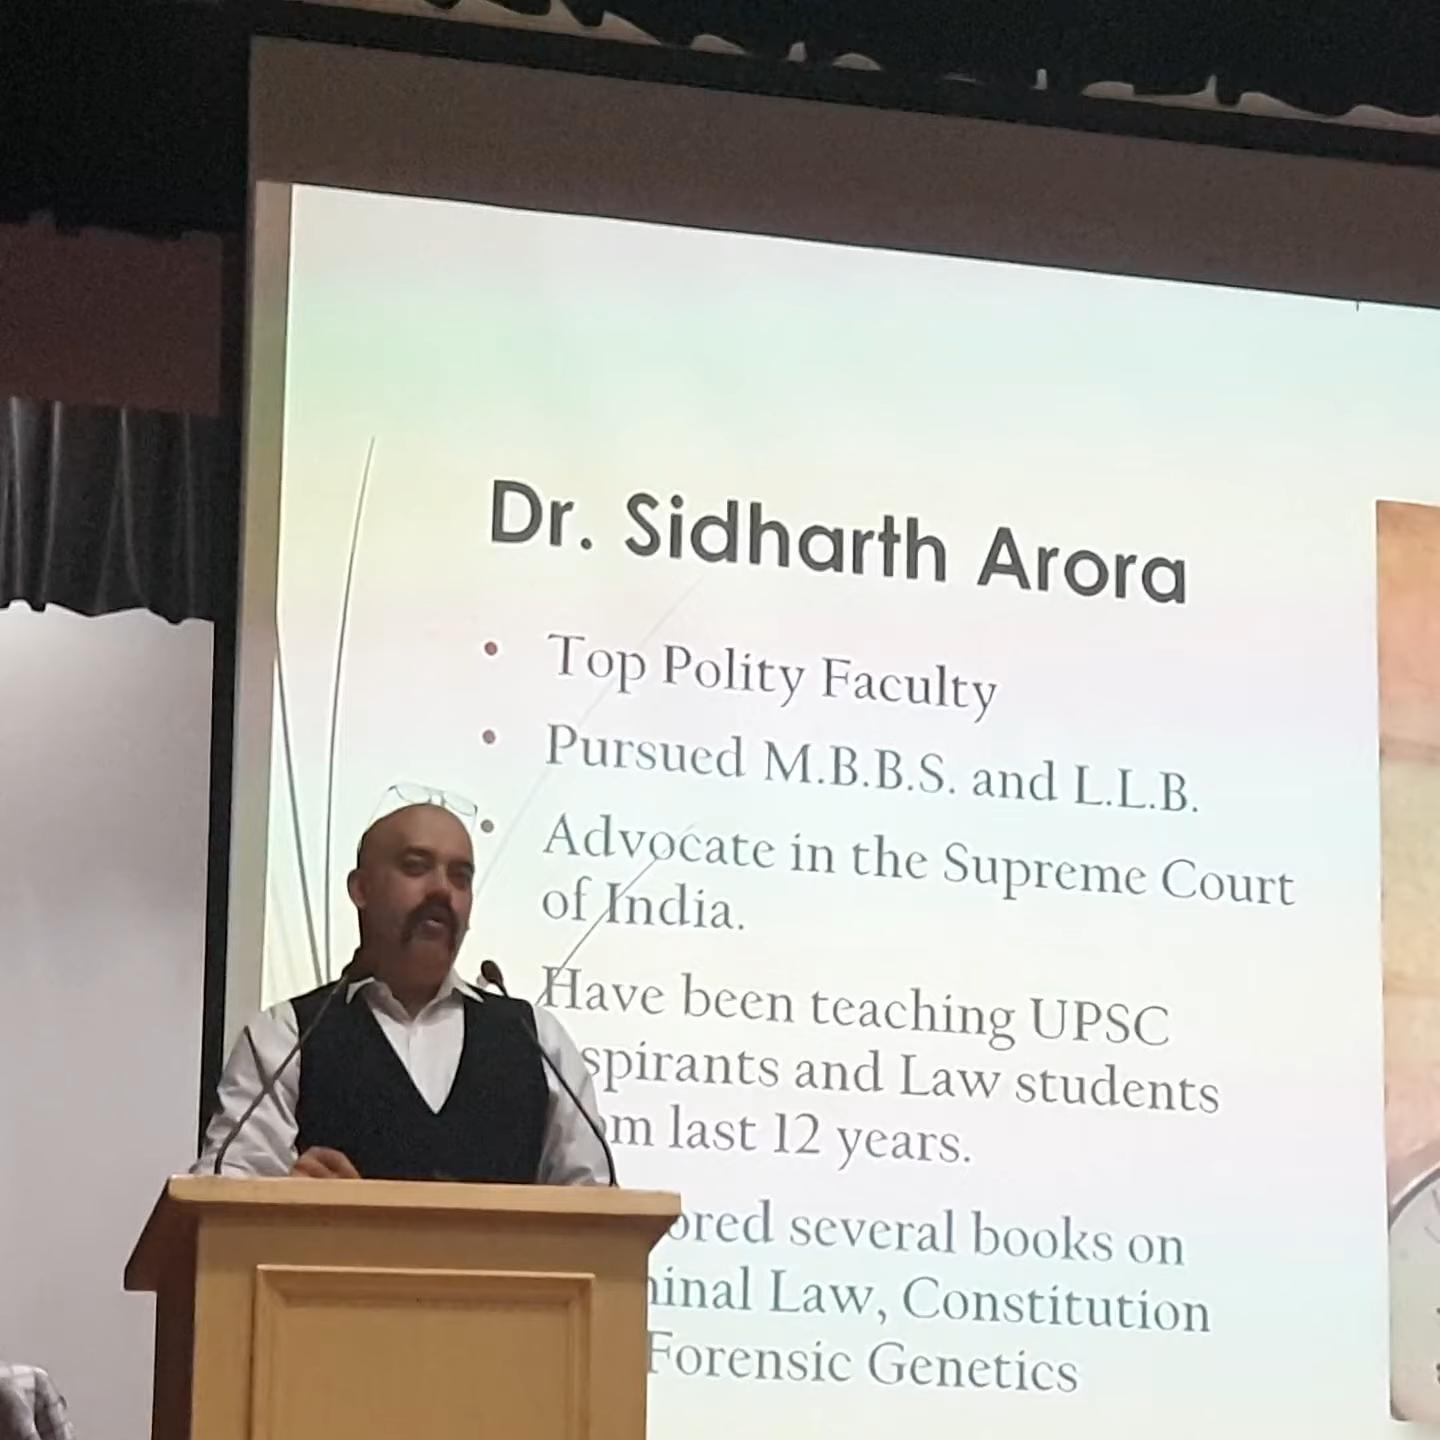 Dr. Sidharth Arora
• Top Polity Faculty
• Pursued M.B.B.S. and L.L.B.
• Advocate in the Supreme Court
of India.
Have been teaching UPSC
spirants and Law students
om last 12 years.
ored several books on
inal Law, Constitution
Forensic Genetics